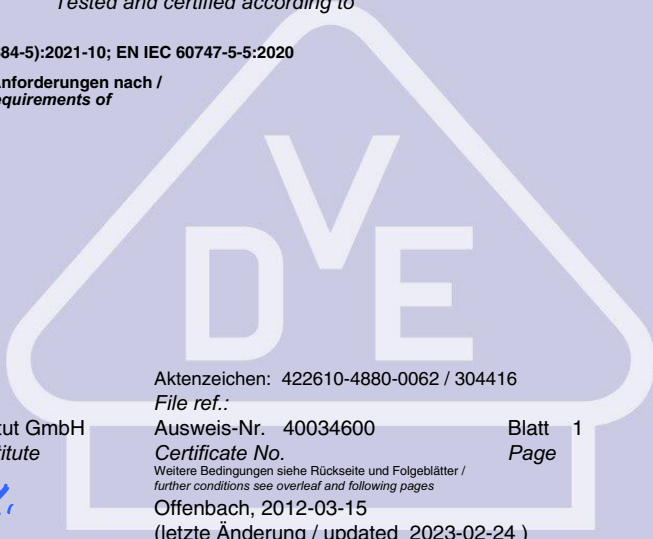 Tested and certified according to
84-5):2021-10; EN IEC 60747-5-5:2020
nforderungen nach /
quirements of
V
D E
Aktenzeichen: 422610-4880-0062 / 304416
File ref.:
tut GmbH Ausweis-Nr. 40034600 Blatt 1
titute Certificate No. Page
Weitere Bedingungen siehe Rückseite und Folgeblätter /
further conditions see overleaf and following pages
Offenbach, 2012-03-15
(letzte Änderung / updated 2023-02-24 )